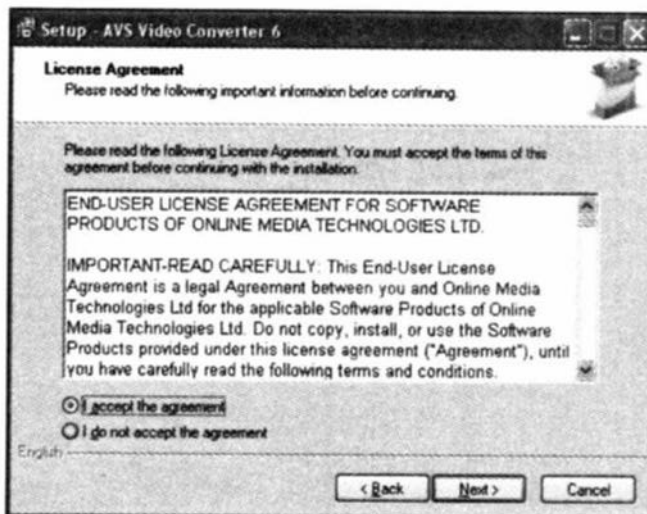 Setup - AVS Video Converter 6
License Agreement
Please read the following important information before continuing.
Please read the following License Agreement. You must accept the terms of this
agreement before continuing with the installation.
END-USER LICENSE AGREEMENT FOR SOFTWARE
PRODUCTS OF ONLINE MEDIA TECHNOLOGIES LTD.
IMPORTANT-READ CAREFULLY: This End-User License
Agreement is a legal Agreement between you and Online Media
Technologies Ltd for the applicable Software Products of Online
Media Technologies Ltd. Do not copy, install, or use the Software
Products provided under this license agreement ("Agreement"), until
you have carefully read the following terms and conditions.
I accept the agreement
I do not accept the agreement
English
< Back
Next >
Cancel